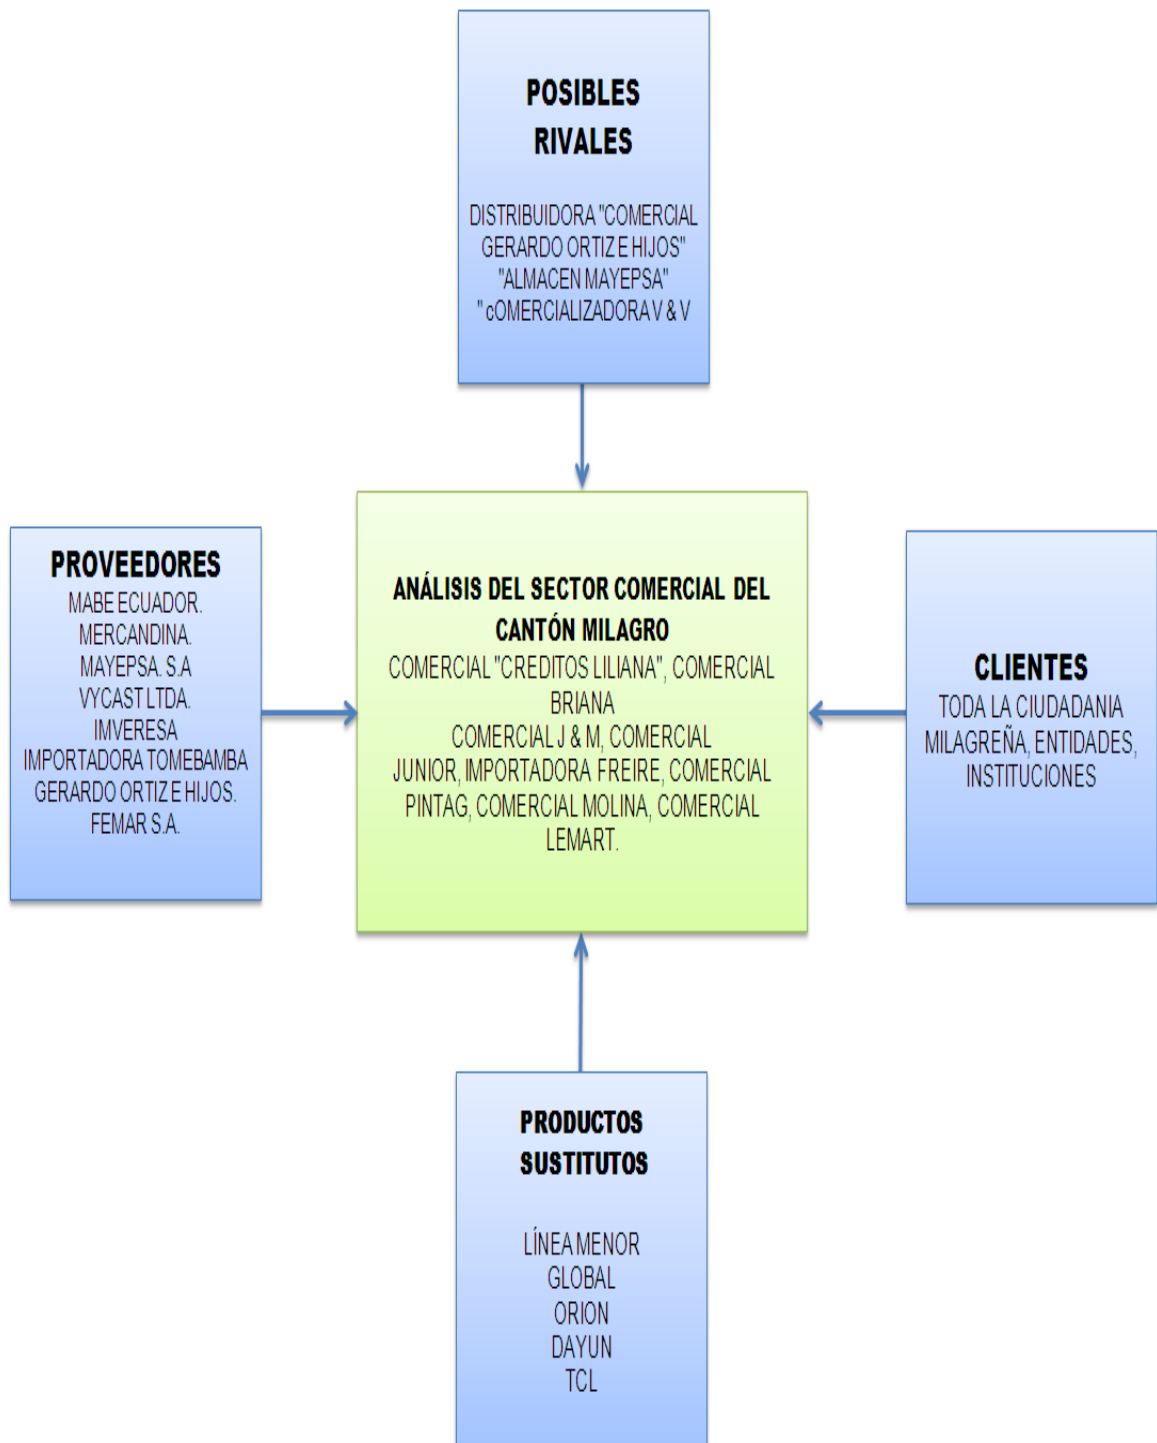 POSIBLES
RIVALES
DISTRIBUIDORA "COMERCIAL
GERARDO ORTIZ E HIJOS"
"ALMACEN MAYEPSA"
" cOMERCIALIZADORA V & V
PROVEEDORES
MABE ECUADOR.
MERCANDINA.
MAYEPSA. S.A
VYCAST LTDA.
IMVERESA
IMPORTADORA TOMEBAMBA
GERARDO ORTIZ E HIJOS.
FEMAR S.A.
ANÁLISIS DEL SECTOR COMERCIAL DEL
CANTÓN MILAGRO
COMERCIAL "CREDITOS LILIANA", COMERCIAL
BRIANA
COMERCIAL J & M, COMERCIAL
JUNIOR, IMPORTADORA FREIRE, COMERCIAL
PINTAG, COMERCIAL MOLINA, COMERCIAL
LEMART.
CLIENTES
TODA LA CIUDADANIA
MILAGREÑA, ENTIDADES,
INSTITUCIONES
PRODUCTOS
SUSTITUTOS
LÍNEA MENOR
GLOBAL
ORION
DAYUN
TCL